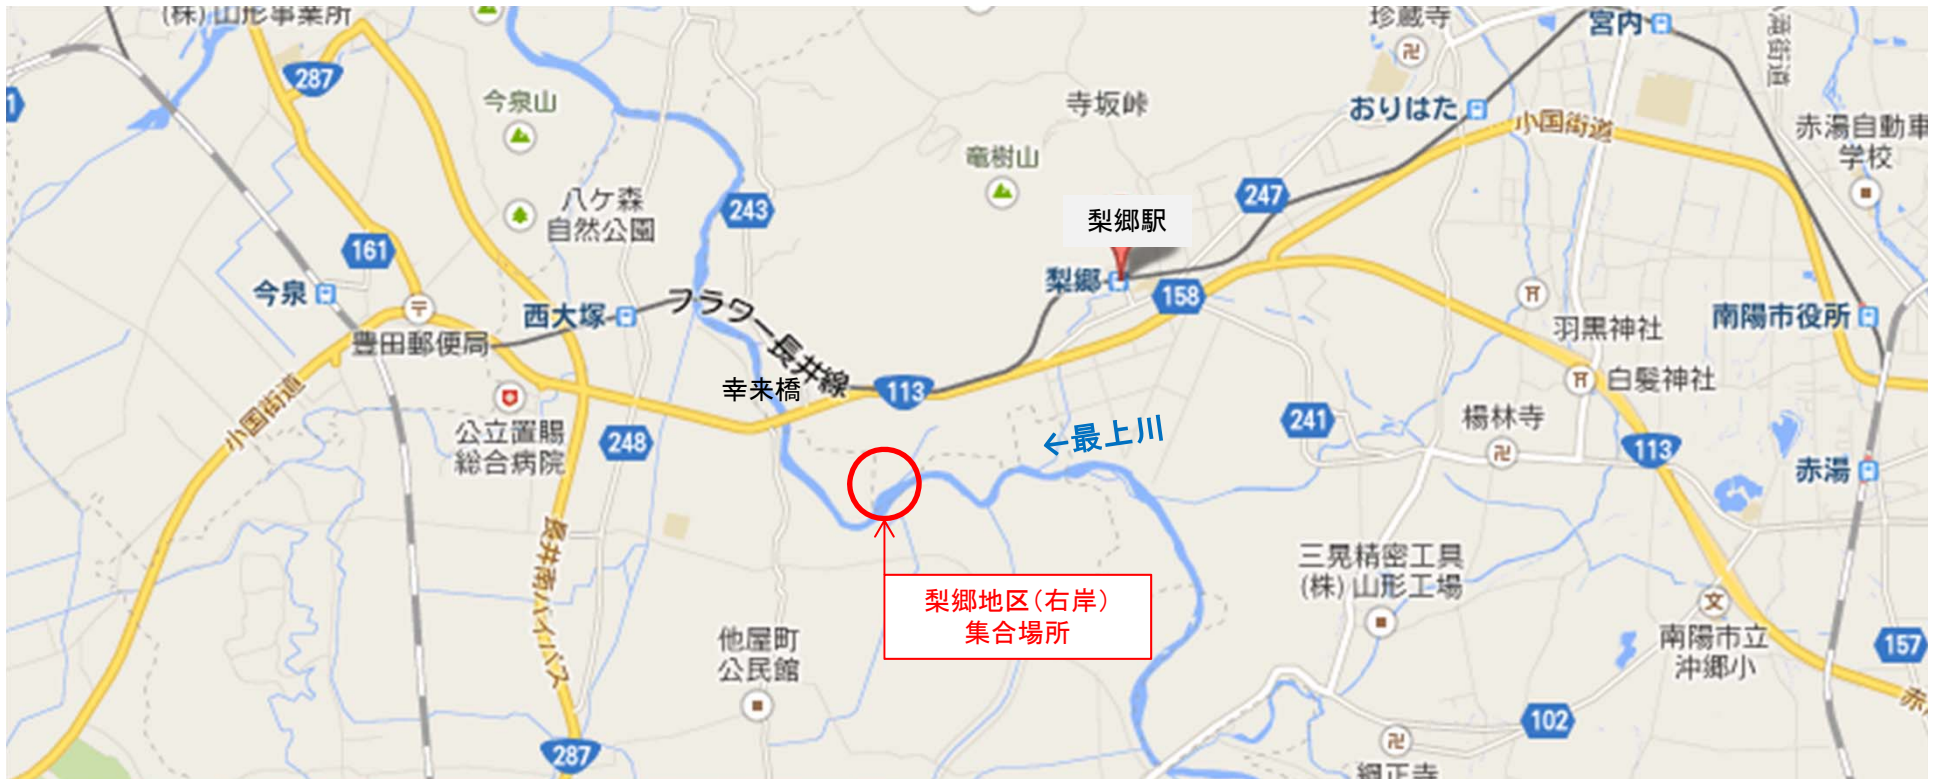 (株)山形事業所
珍蔵寺
宮内
287
今泉山
寺坂峠
おりはた
小国街道
赤湯自動車
学校
竜樹山
八ケ森
自然公園
243
247
梨郷駅
161
今泉
西大塚
フラワー長井線
梨郷
158
羽黒神社
南陽市役所
豊田郵便局
幸来橋
113
白髪神社
小国街道
公立置賜
総合病院
248
←最上川
241
楊林寺
113
赤湯
長井南バイパス
三晃精密工具
(株)山形工場
梨郷地区(右岸)
集合場所
他屋町
公民館
南陽市立
沖郷小
157
287
102
綱正寺